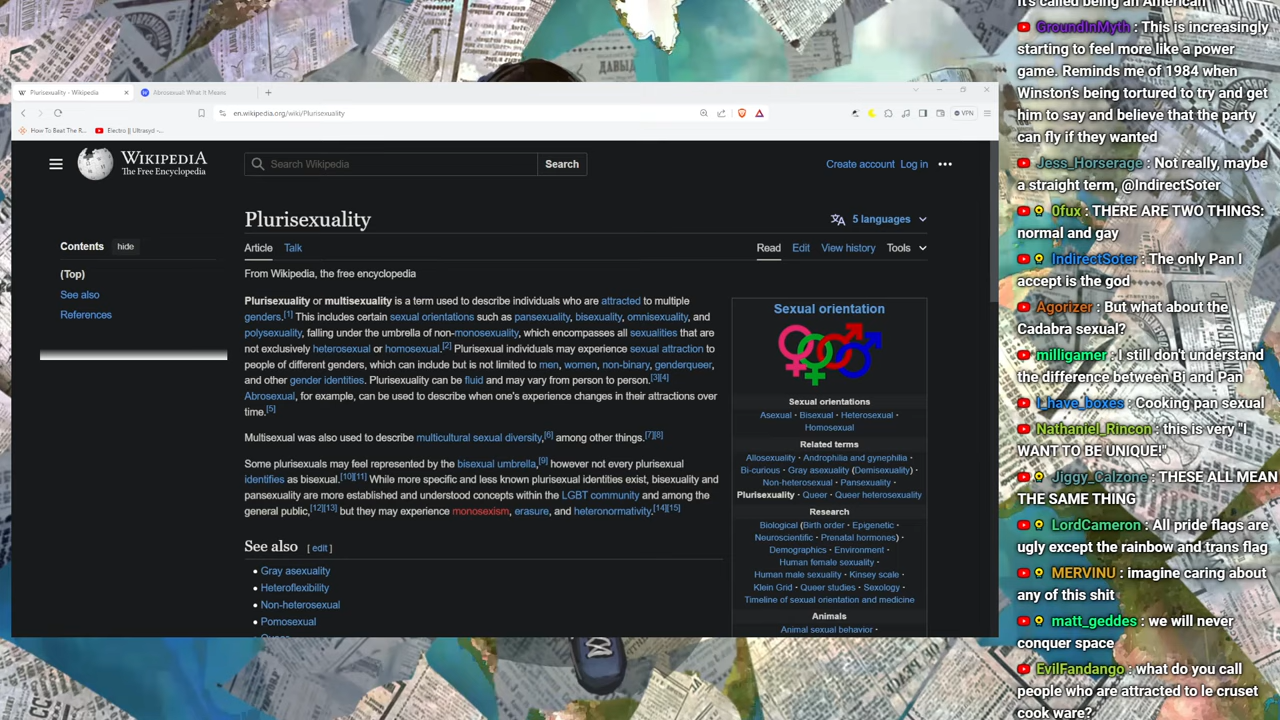 Plurisexuality - Wikipedia
Abrosexual: What It Means
en.wikipedia.org/wiki/Plurisexuality
VPN
How To Beat The R...
Electro || Ultrasyd -...
WIKIPEDIA
The Free Encyclopedia
Search Wikipedia
Search
Create account Log in
Plurisexuality
5 languages
Contents hide
Article Talk
Read Edit View history Tools
(Top)
See also
References
From Wikipedia, the free encyclopedia
Plurisexuality or multisexuality is a term used to describe individuals who are attracted to multiple
genders.[1] This includes certain sexual orientations such as pansexuality, bisexuality, omnisexuality, and
polysexuality, falling under the umbrella of non-monosexuality, which encompasses all sexualities that are
not exclusively heterosexual or homosexual.[2] Plurisexual individuals may experience sexual attraction to
people of different genders, which can include but is not limited to men, women, non-binary, genderqueer,
and other gender identities. Plurisexuality can be fluid and may vary from person to person.[3][4]
Abrosexual, for example, can be used to describe when one's experience changes in their attractions over
time.[5]
Multisexual was also used to describe multicultural sexual diversity,[6] among other things.[7][8]
Some plurisexuals may feel represented by the bisexual umbrella,[9] however not every plurisexual
identifies as bisexual.[10][11] While more specific and less known plurisexual identities exist, bisexuality and
pansexuality are more established and understood concepts within the LGBT community and among the
general public,[12][13] but they may experience monosexism, erasure, and heteronormativity.[14][15]
See also [ edit ]
• Gray asexuality
• Heteroflexibility
• Non-heterosexual
• Pomosexual
Sexual orientation
Sexual orientations
Asexual · Bisexual · Heterosexual ·
Homosexual
Related terms
Allosexuality · Androphilia and gynephilia ·
Bi-curious · Gray asexuality (Demisexuality) ·
Non-heterosexual · Pansexuality ·
Plurisexuality · Queer · Queer heterosexuality
Research
Biological (Birth order · Epigenetic ·
Neuroscientific · Prenatal hormones) ·
Demographics · Environment ·
Human female sexuality ·
Human male sexuality · Kinsey scale ·
Klein Grid · Queer studies · Sexology ·
Timeline of sexual orientation and medicine
Animals
Animal sexual behavior ·
It's called being an American
GroundInMyth : This is increasingly
starting to feel more like a power
game. Reminds me of 1984 when
Winston's being tortured to try and get
him to say and believe that the party
can fly if they wanted
Jess_Horserage : Not really, maybe
a straight term, @IndirectSoter
0fux : THERE ARE TWO THINGS:
normal and gay
IndirectSoter : The only Pan I
accept is the god
Agorizer : But what about the
Cadabra sexual?
milligamer : I still don't understand
the difference between Bi and Pan
I_have_boxes : Cooking pan sexual
Nathaniel_Rincon : this is very "I
WANT TO BE UNIQUE!"
Jiggy_Calzone : THESE ALL MEAN
THE SAME THING
LordCameron : All pride flags are
ugly except the rainbow and trans flag
MERVINU : imagine caring about
any of this shit
matt_geddes : we will never
conquer space
EvilFandango : what do you call
people who are attracted to le cruset
cook ware?